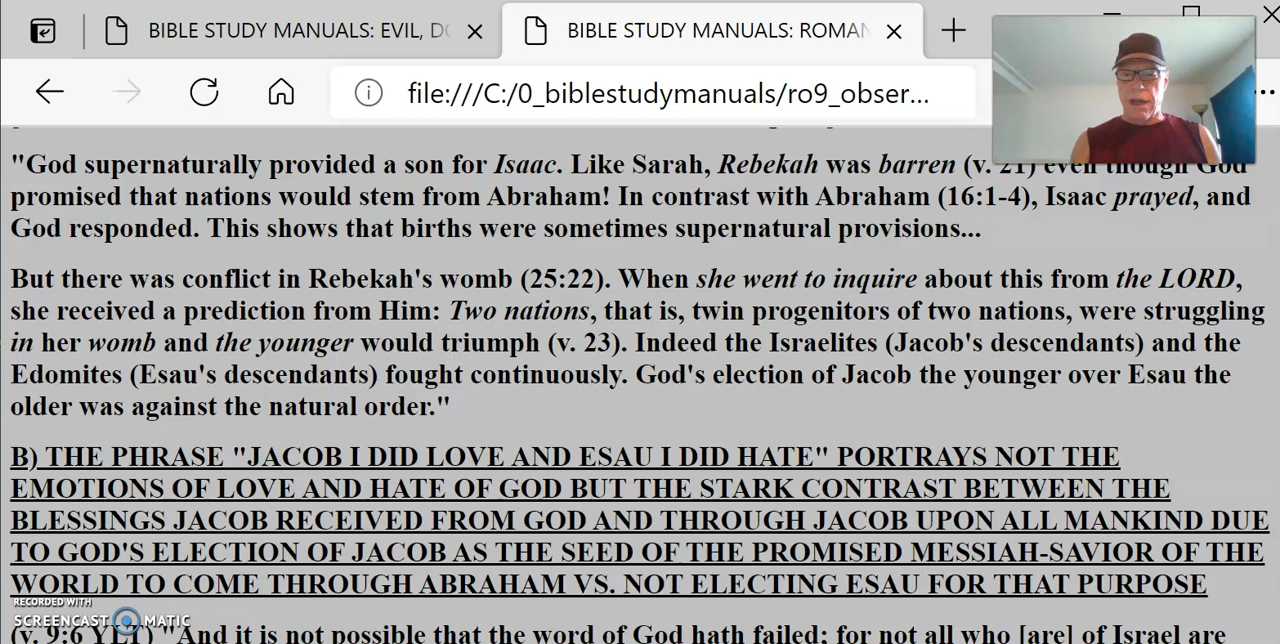 BIBLE STUDY MANUALS: EVIL, D
BIBLE STUDY MANUALS: ROMAN
file:///C:/0_biblestudymanuals/ro9_obser...
"God supernaturally provided a son for Isaac. Like Sarah, Rebekah was barren (v. 21) even though God
promised that nations would stem from Abraham! In contrast with Abraham (16:1-4), Isaac prayed, and
God responded. This shows that births were sometimes supernatural provisions...
But there was conflict in Rebekah's womb (25:22). When she went to inquire about this from the LORD,
she received a prediction from Him: Two nations, that is, twin progenitors of two nations, were struggling
in her womb and the younger would triumph (v. 23). Indeed the Israelites (Jacob's descendants) and the
Edomites (Esau's descendants) fought continuously. God's election of Jacob the younger over Esau the
older was against the natural order."
B) THE PHRASE "JACOB I DID LOVE AND ESAU I DID HATE" PORTRAYS NOT THE
EMOTIONS OF LOVE AND HATE OF GOD BUT THE STARK CONTRAST BETWEEN THE
BLESSINGS JACOB RECEIVED FROM GOD AND THROUGH JACOB UPON ALL MANKIND DUE
TO GOD'S ELECTION OF JACOB AS THE SEED OF THE PROMISED MESSIAH-SAVIOR OF THE
WORLD TO COME THROUGH ABRAHAM VS. NOT ELECTING ESAU FOR THAT PURPOSE
RECORDED WITH
SCREENCAST MATIC
(v. 9:6 YLT) "And it is not possible that the word of God hath failed; for not all who [are] of Israel are